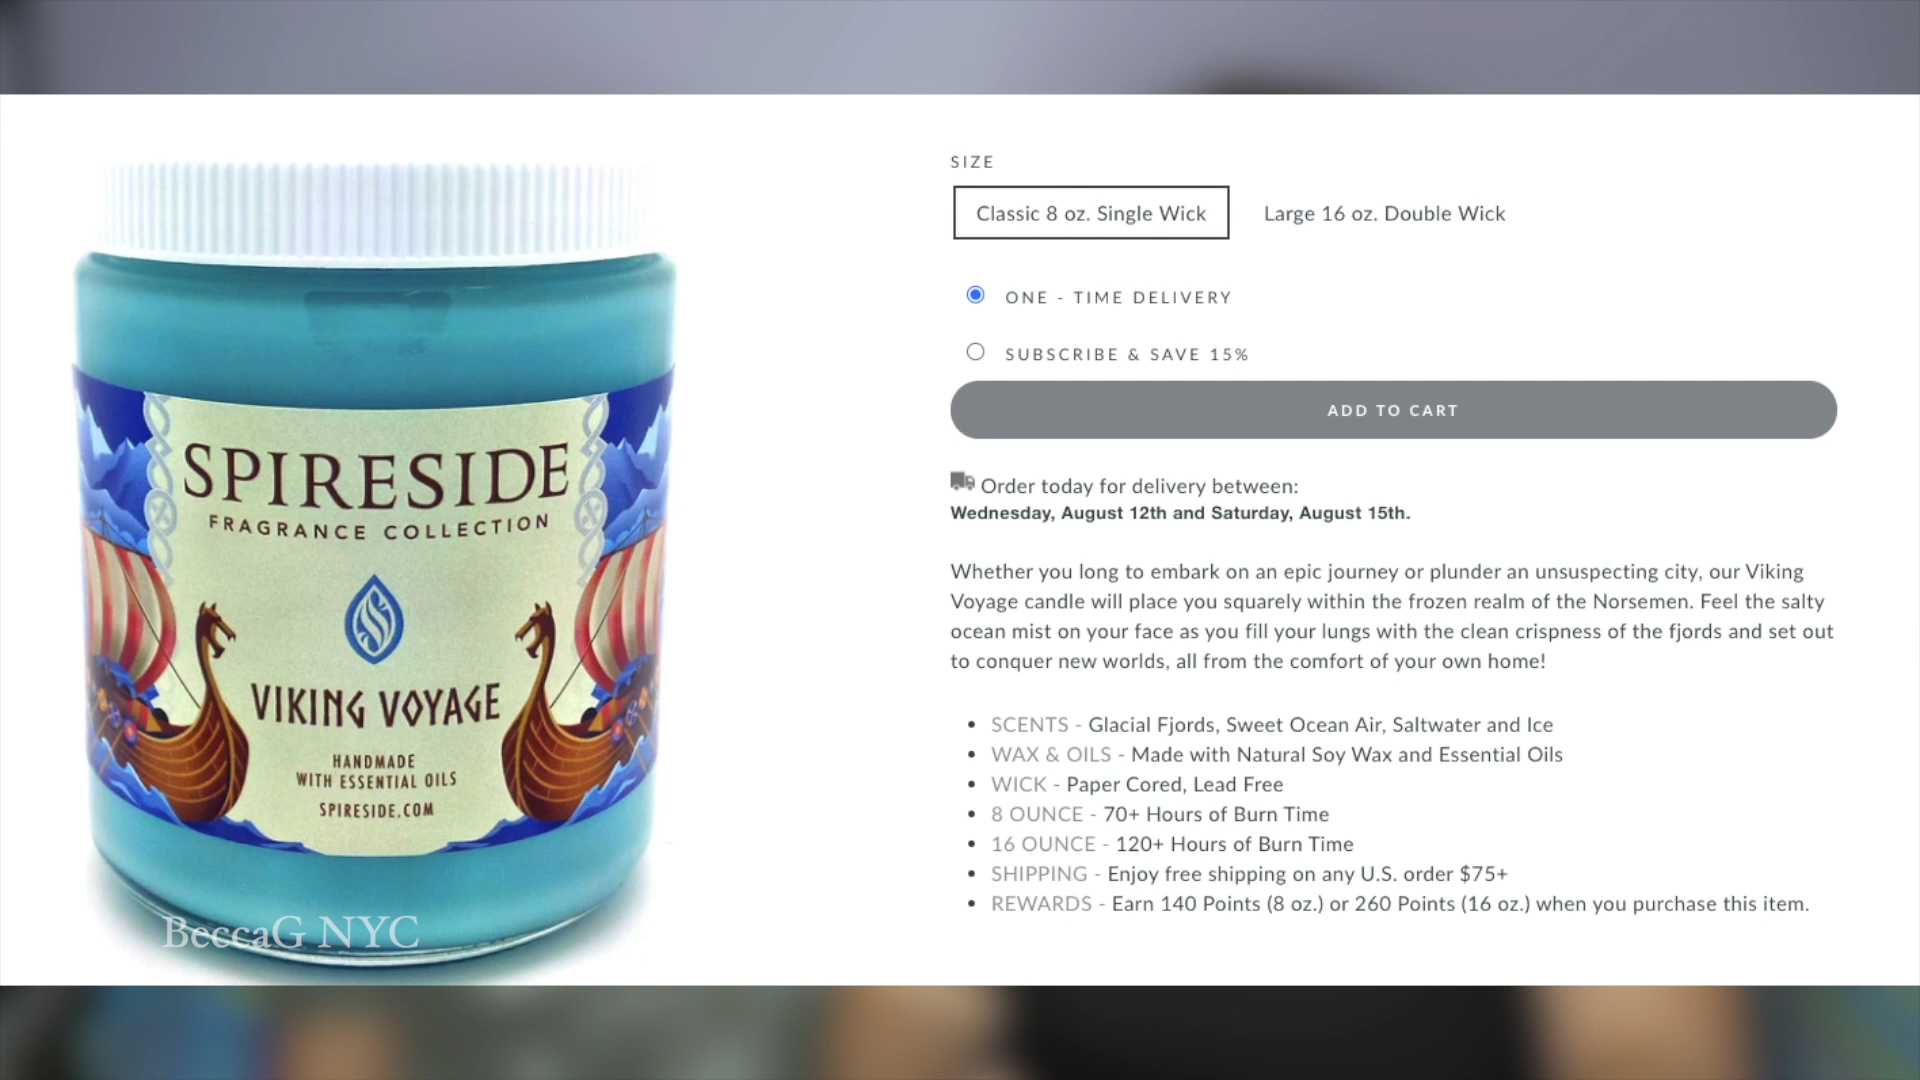 SPIRESIDE
FRAGRANCE COLLECTION
VIKING VOYAGE
HANDMADE
WITH ESSENTIAL OILS
SPIRESIDE.COM
BeccaG NYC
SIZE
Classic 8 oz. Single Wick
Large 16 oz. Double Wick
ONE - TIME DELIVERY
SUBSCRIBE & SAVE 15%
ADD TO CART
Order today for delivery between:
Wednesday, August 12th and Saturday, August 15th.
Whether you long to embark on an epic journey or plunder an unsuspecting city, our Viking
Voyage candle will place you squarely within the frozen realm of the Norsemen. Feel the salty
ocean mist on your face as you fill your lungs with the clean crispness of the fjords and set out
to conquer new worlds, all from the comfort of your own home!
• SCENTS - Glacial Fjords, Sweet Ocean Air, Saltwater and Ice
• WAX & OILS - Made with Natural Soy Wax and Essential Oils
• WICK - Paper Cored, Lead Free
• 8 OUNCE - 70+ Hours of Burn Time
• 16 OUNCE - 120+ Hours of Burn Time
• SHIPPING - Enjoy free shipping on any U.S. order $75+
• REWARDS - Earn 140 Points (8 oz.) or 260 Points (16 oz.) when you purchase this item.